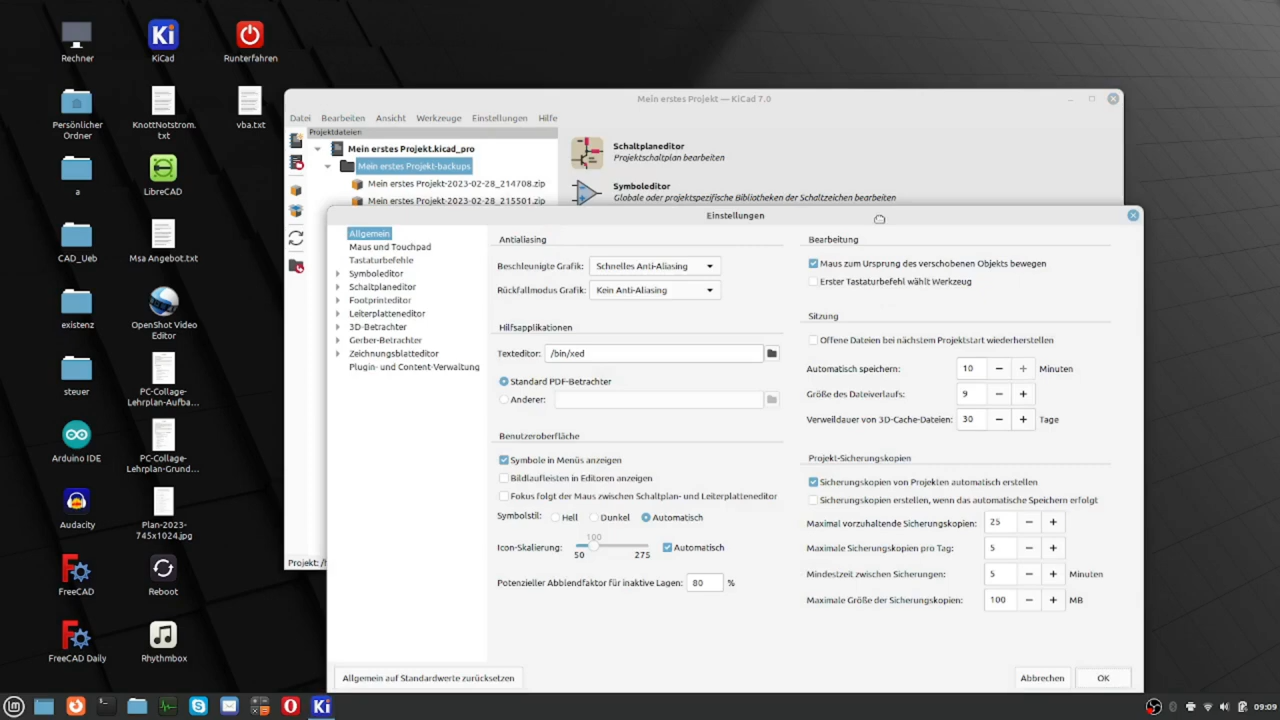 Rechner
KiCad
Runterfahren
Persönlicher
Ordner
KnottNotstrom.
txt
vba.txt
a
LibreCAD
CAD_Ueb
Msa Angebot.txt
existenz
OpenShot Video
Editor
steuer
PC-Collage-
Lehrplan-Aufba...
Arduino IDE
PC-Collage-
Lehrplan-Grund...
Audacity
Plan-2023-
745x1024.jpg
FreeCAD
Reboot
FreeCAD Daily
Rhythmbox
Mein erstes Projekt — KiCad 7.0
Datei Bearbeiten Ansicht Werkzeuge Einstellungen Hilfe
Projektdateien
Mein erstes Projekt.kicad_pro
Mein erstes Projekt-backups
Mein erstes Projekt-2023-02-28_214708.zip
Mein erstes Projekt-2023-02-28_215501.zip
Schaltplaneditor
Projektschaltplan bearbeiten
Symboleditor
Globale oder projektspezifische Bibliotheken der Schaltzeichen bearbeiten
Projekt: /
Einstellungen
Allgemein
Maus und Touchpad
Tastaturbefehle
Symboleditor
Schaltplaneditor
Footprinteditor
Leiterplatteneditor
3D-Betrachter
Gerber-Betrachter
Zeichnungsblatteditor
Plugin- und Content-Verwaltung
Antialiasing
Beschleunigte Grafik: Schnelles Anti-Aliasing
Rückfallmodus Grafik: Kein Anti-Aliasing
Hilfsapplikationen
Texteditor: /bin/xed
Standard PDF-Betrachter
Anderer:
Benutzeroberfläche
Symbole in Menüs anzeigen
Bildlaufleisten in Editoren anzeigen
Fokus folgt der Maus zwischen Schaltplan- und Leiterplatteneditor
Symbolstil: Hell Dunkel Automatisch
100
Icon-Skalierung: 50 275 Automatisch
Potenzieller Abblendfaktor für inaktive Lagen: 80 %
Bearbeitung
Maus zum Ursprung des verschobenen Objekts bewegen
Erster Tastaturbefehl wählt Werkzeug
Sitzung
Offene Dateien bei nächstem Projektstart wiederherstellen
Automatisch speichern: 10 − + Minuten
Größe des Dateiverlaufs: 9 − +
Verweildauer von 3D-Cache-Dateien: 30 − + Tage
Projekt-Sicherungskopien
Sicherungskopien von Projekten automatisch erstellen
Sicherungskopien erstellen, wenn das automatische Speichern erfolgt
Maximal vorzuhaltende Sicherungskopien: 25 − +
Maximale Sicherungskopien pro Tag: 5 − +
Mindestzeit zwischen Sicherungen: 5 − + Minuten
Maximale Größe der Sicherungskopien: 100 − + MB
Allgemein auf Standardwerte zurücksetzen
Abbrechen OK
09:09